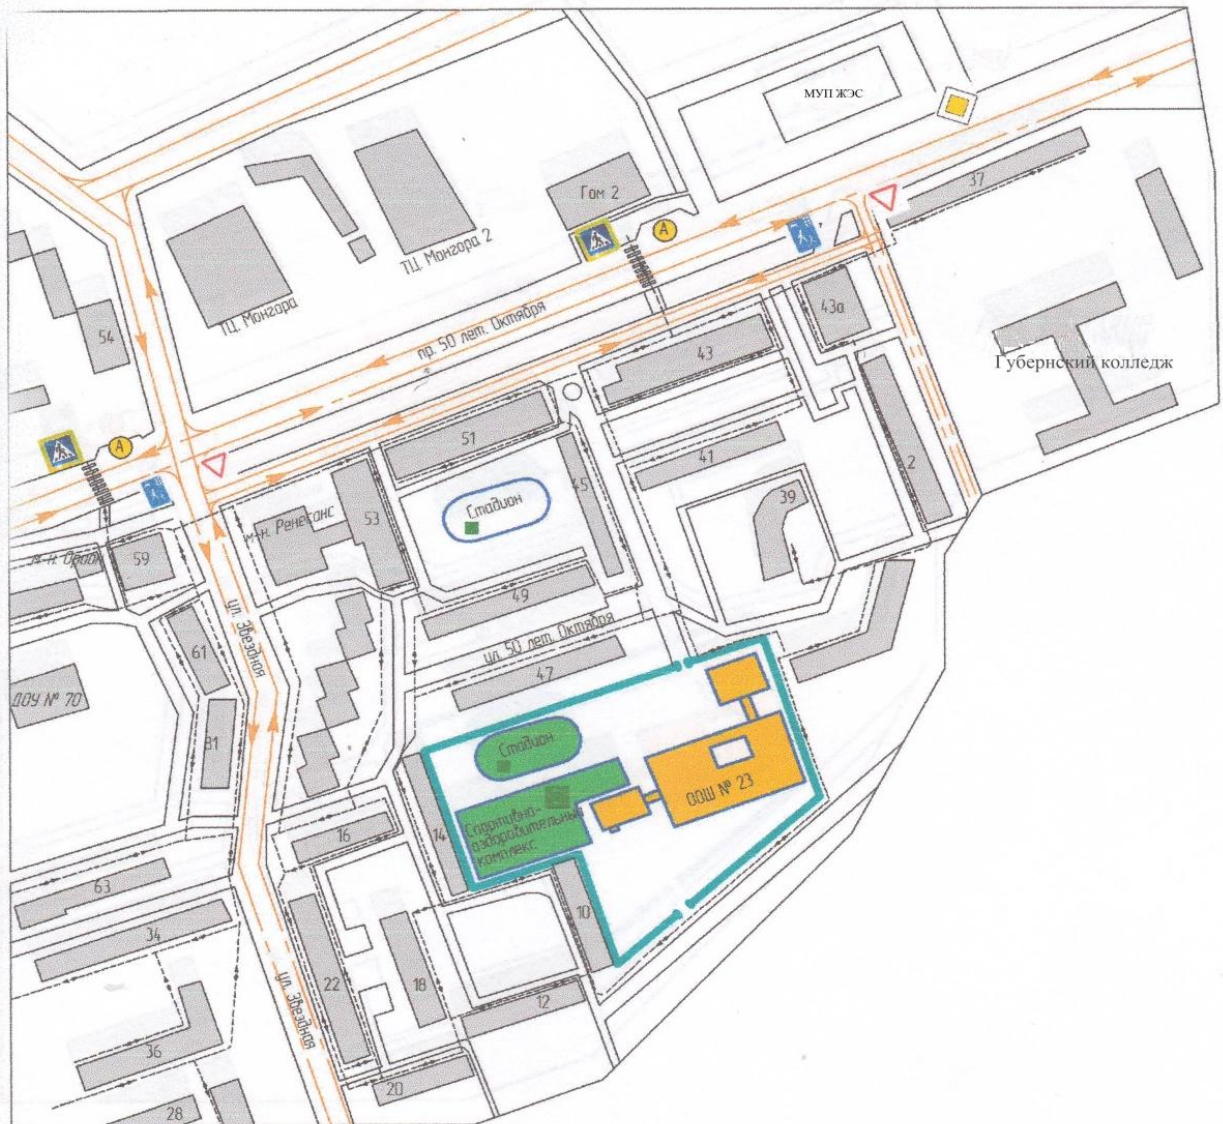 МУП ЖЭС
37
Гом 2
А
ТЦ Монгора 2
ТЦ Монгора
54
43а
пр. 50 лет. Октября
43
Губернский колледж
51
А
41
2
45
Стадион
39
м-н Ренесанс
53
59
49
ул. Звездная
ул. 50 лет. Октября
61
47
ДОУ № 70
81
Стадион
ООШ № 23
Спортивно-
оздоровительный
комплекс
14
16
63
10
34
22
18
12
ул. Звездная
36
20
28